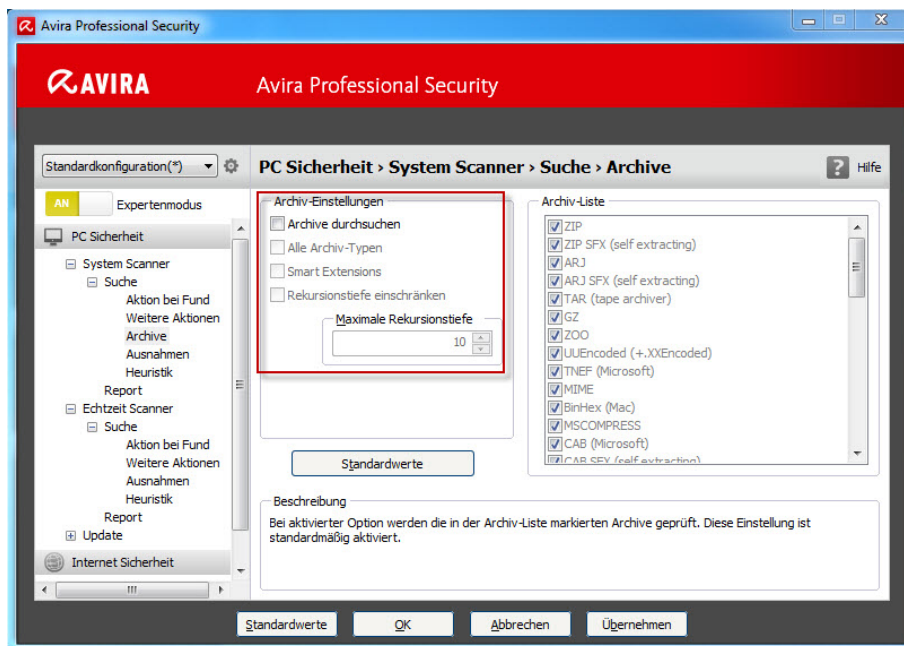 Avira Professional Security
AVIRA
Avira Professional Security
Standardkonfiguration(*)
PC Sicherheit › System Scanner › Suche › Archive
? Hilfe
AN
Expertenmodus
PC Sicherheit
System Scanner
Suche
Aktion bei Fund
Weitere Aktionen
Archive
Ausnahmen
Heuristik
Report
Echtzeit Scanner
Suche
Aktion bei Fund
Weitere Aktionen
Ausnahmen
Heuristik
Report
Update
Internet Sicherheit
Archiv-Einstellungen
Archive durchsuchen
Alle Archiv-Typen
Smart Extensions
Rekursionstiefe einschränken
Maximale Rekursionstiefe
10
Standardwerte
Archiv-Liste
ZIP
ZIP SFX (self extracting)
ARJ
ARJ SFX (self extracting)
TAR (tape archiver)
GZ
ZOO
UUEncoded (+.XXEncoded)
TNEF (Microsoft)
MIME
BinHex (Mac)
MSCOMPRESS
CAB (Microsoft)
CAB SFX (self extracting)
Beschreibung
Bei aktivierter Option werden die in der Archiv-Liste markierten Archive geprüft. Diese Einstellung ist
standardmäßig aktiviert.
Standardwerte
OK
Abbrechen
Übernehmen